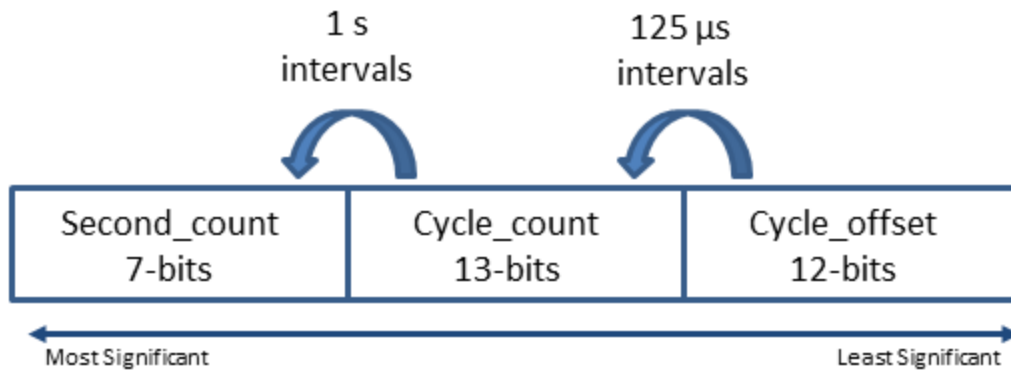 1 s
intervals
125 µs
intervals
Second_count
7-bits
Cycle_count
13-bits
Cycle_offset
12-bits
Most Significant
Least Significant